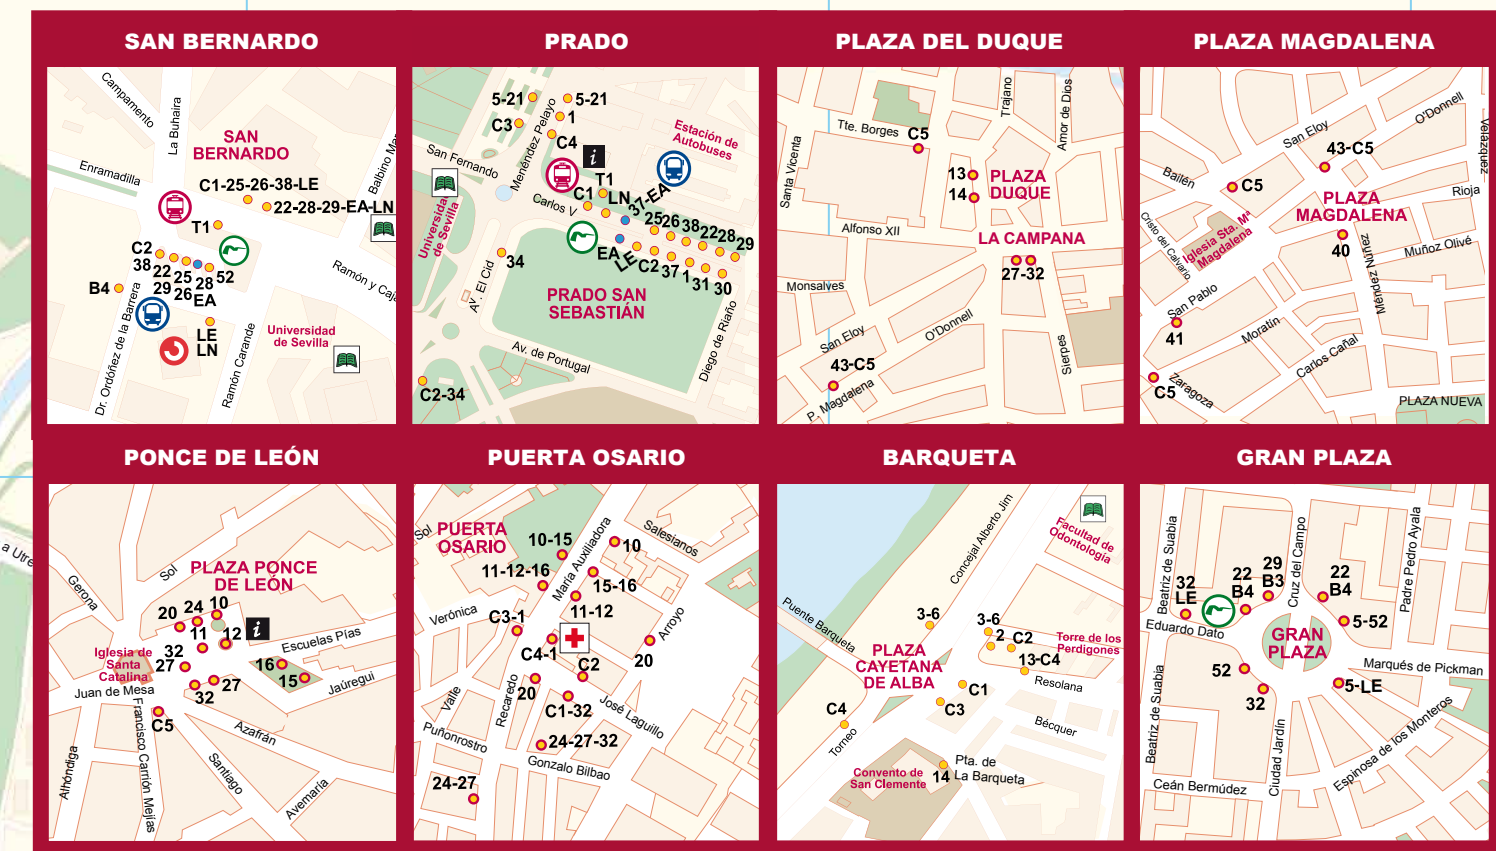 SAN BERNARDO
Campamento
La Buhaira
SAN
BERNARDO
Enramadilla
C1-25-26-38-LE
22-28-29-EA-LN
T1
C2
38
22
29
25
26
28
EA
52
B4
LE
LN
Dr. Ordóñez de la Barrera
Ramón Carande
Ramón y Caj
Universidad
de Sevilla
PRADO
5-21
5-21
C3
1
C4
Menéndez Pelayo
San Fernando
Estación de
Autobuses
i
T1
C1
LN
37-EA
Carlos V
25
26
38
22
28
29
EA
LE
C2
37
1
31
30
Universidad
de Sevilla
34
Av. El Cid
PRADO SAN
SEBASTIÁN
Av. de Portugal
Diego de Riaño
C2-34
PLAZA DEL DUQUE
Trajano
Amor de Dios
Tte. Borges
C5
Santa Vicenta
13
14
PLAZA
DUQUE
Alfonso XII
LA CAMPANA
27-32
Monsalves
O'Donnell
San Eloy
Sierpes
43-C5
P. Magdalena
PLAZA MAGDALENA
San Eloy
O'Donnell
Velázquez
43-C5
Bailén
C5
PLAZA
MAGDALENA
Rioja
Cristo del Calvario
Iglesia Sta. Mª
Magdalena
40
Méndez Núñez
Muñoz Olivé
San Pablo
41
Moratín
Carlos Cañal
C5
Zaragoza
PLAZA NUEVA
a Utre
PONCE DE LEÓN
Gerona
Sol
PLAZA PONCE
DE LEÓN
20
24
10
11
12
i
Escuelas Pías
Iglesia de
Santa
Catalina
32
27
16
15
Juan de Mesa
32
27
Jaúregui
C5
Azafrán
Francisco Carrión Mejías
Santiago
Alhóndiga
Avemaría
PUERTA OSARIO
Sol
PUERTA
OSARIO
10-15
10
Salesianos
María Auxiliadora
11-12-16
15-16
11-12
Verónica
C3-1
Arroyo
C4-1
C2
20
20
Valle
Recaredo
C1-32
José Laguillo
Puñonrostro
24-27-32
Gonzalo Bilbao
24-27
BARQUETA
Concejal Alberto Jim
Facultad de
Odontología
Puente Barqueta
3-6
3-6
2
C2
Torre de los
Perdigones
PLAZA
CAYETANA
DE ALBA
13-C4
Resolana
C1
C3
C4
Torneo
Bécquer
Pta. de
La Barqueta
Convento de
San Clemente
14
GRAN PLAZA
Beatriz de Suabia
Cruz del Campo
Padre Pedro Ayala
32
LE
22
B4
29
B3
22
B4
5-52
Eduardo Dato
GRAN
PLAZA
Marqués de Pickman
52
32
5-LE
Beatriz de Suabia
Ciudad Jardín
Espinosa de los Monteros
Ceán Bermúdez